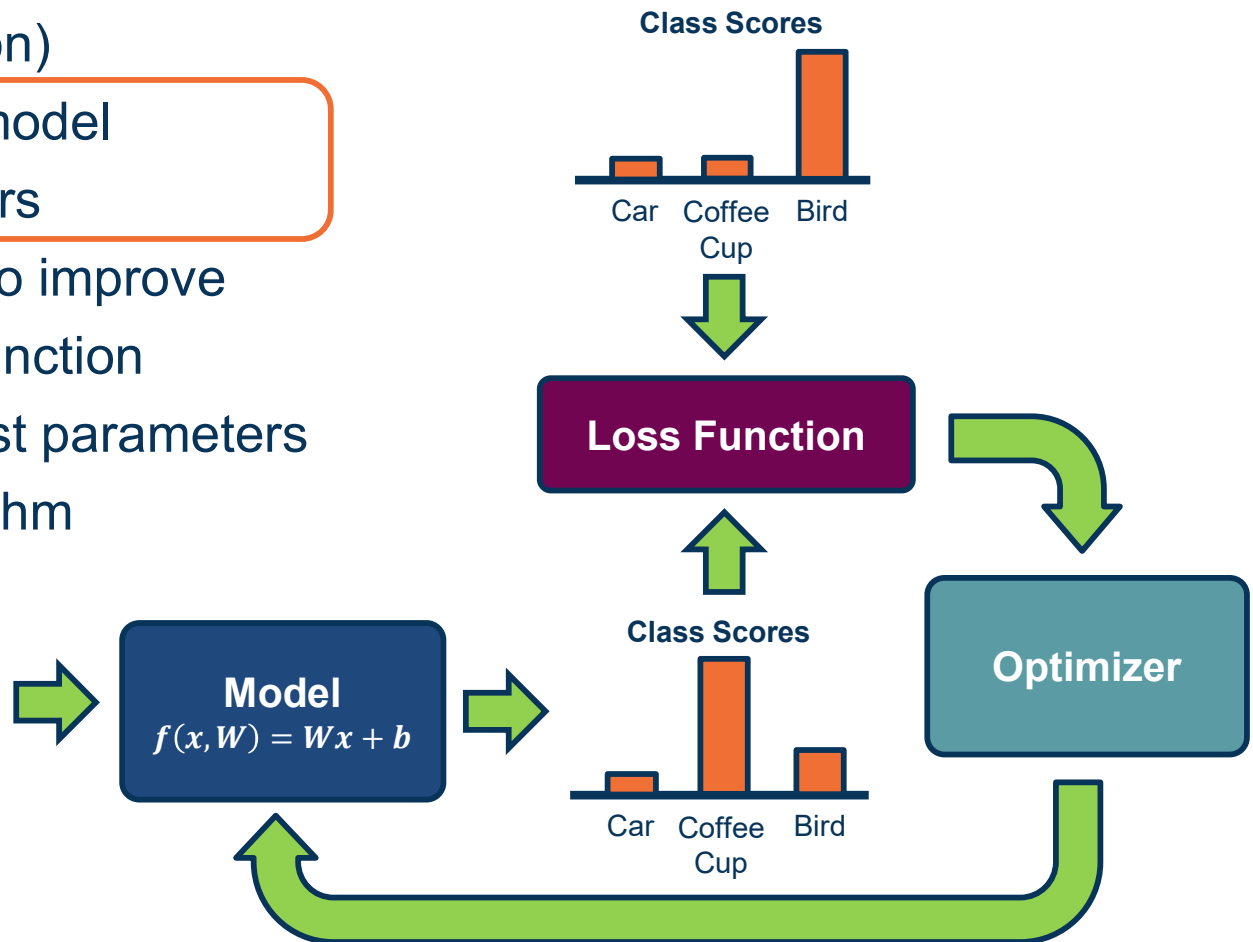 on)
model
rs
o improve
nction
st parameters
hm
Class Scores
Car Coffee Bird
Cup
Loss Function
Class Scores
Optimizer
Model
f(x, W) = Wx + b
Car Coffee Bird
Cup